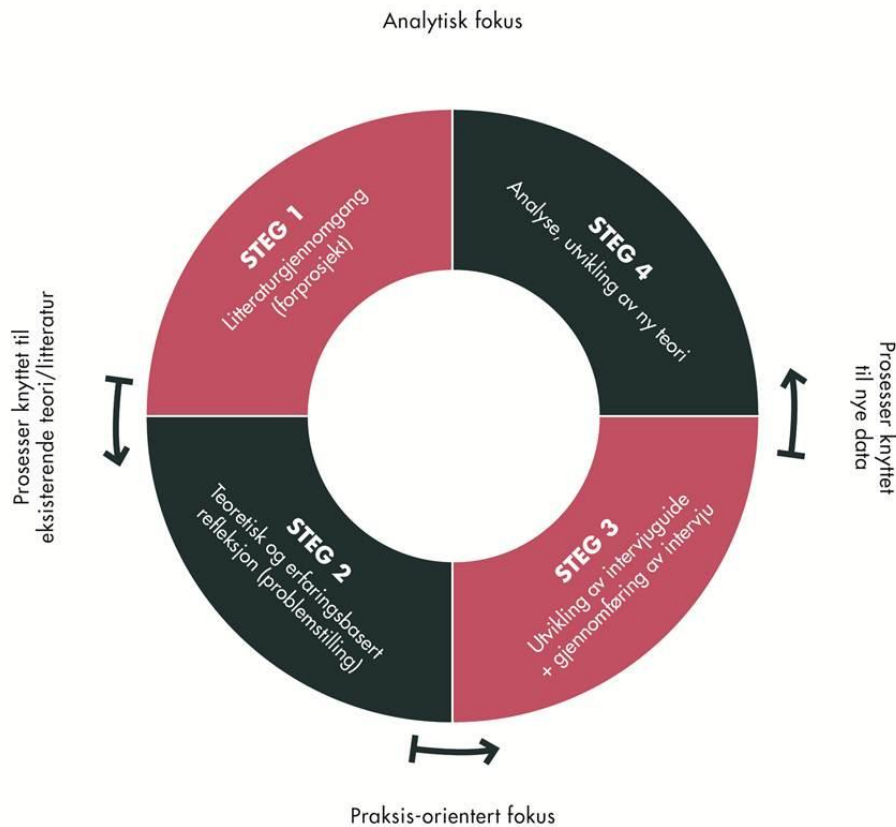 Analytisk fokus
STEG 1
Litteraturgjennomgang
(forprosjekt)
STEG 4
Analyse, utvikling av ny teori
Prosesser knyttet til
eksisterende teori/litteratur
Prosesser knyttet
til nye data
STEG 2
Teoretisk og erfaringsbasert
refleksjon (problemstilling)
STEG 3
Utvikling av intervjuguide
+ gjennomføring av intervju
Praksis-orientert fokus